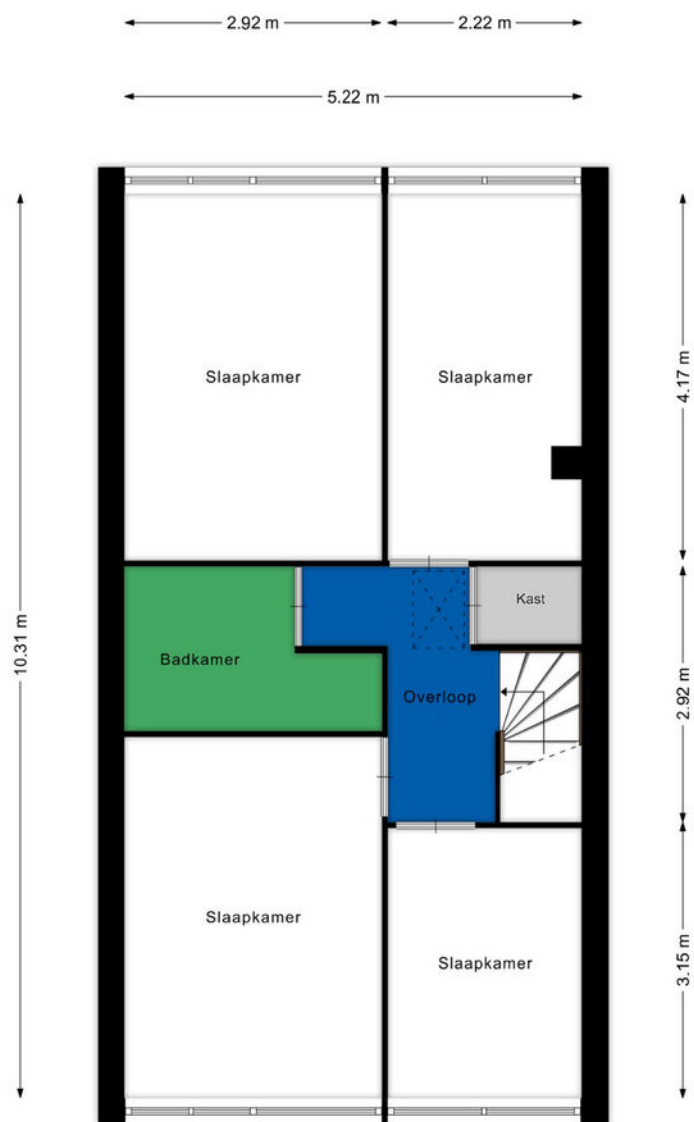 2.92 m
2.22 m
5.22 m
Slaapkamer
Slaapkamer
4.17 m
Kast
Badkamer
Overloop
10.31 m
2.92 m
Slaapkamer
Slaapkamer
3.15 m